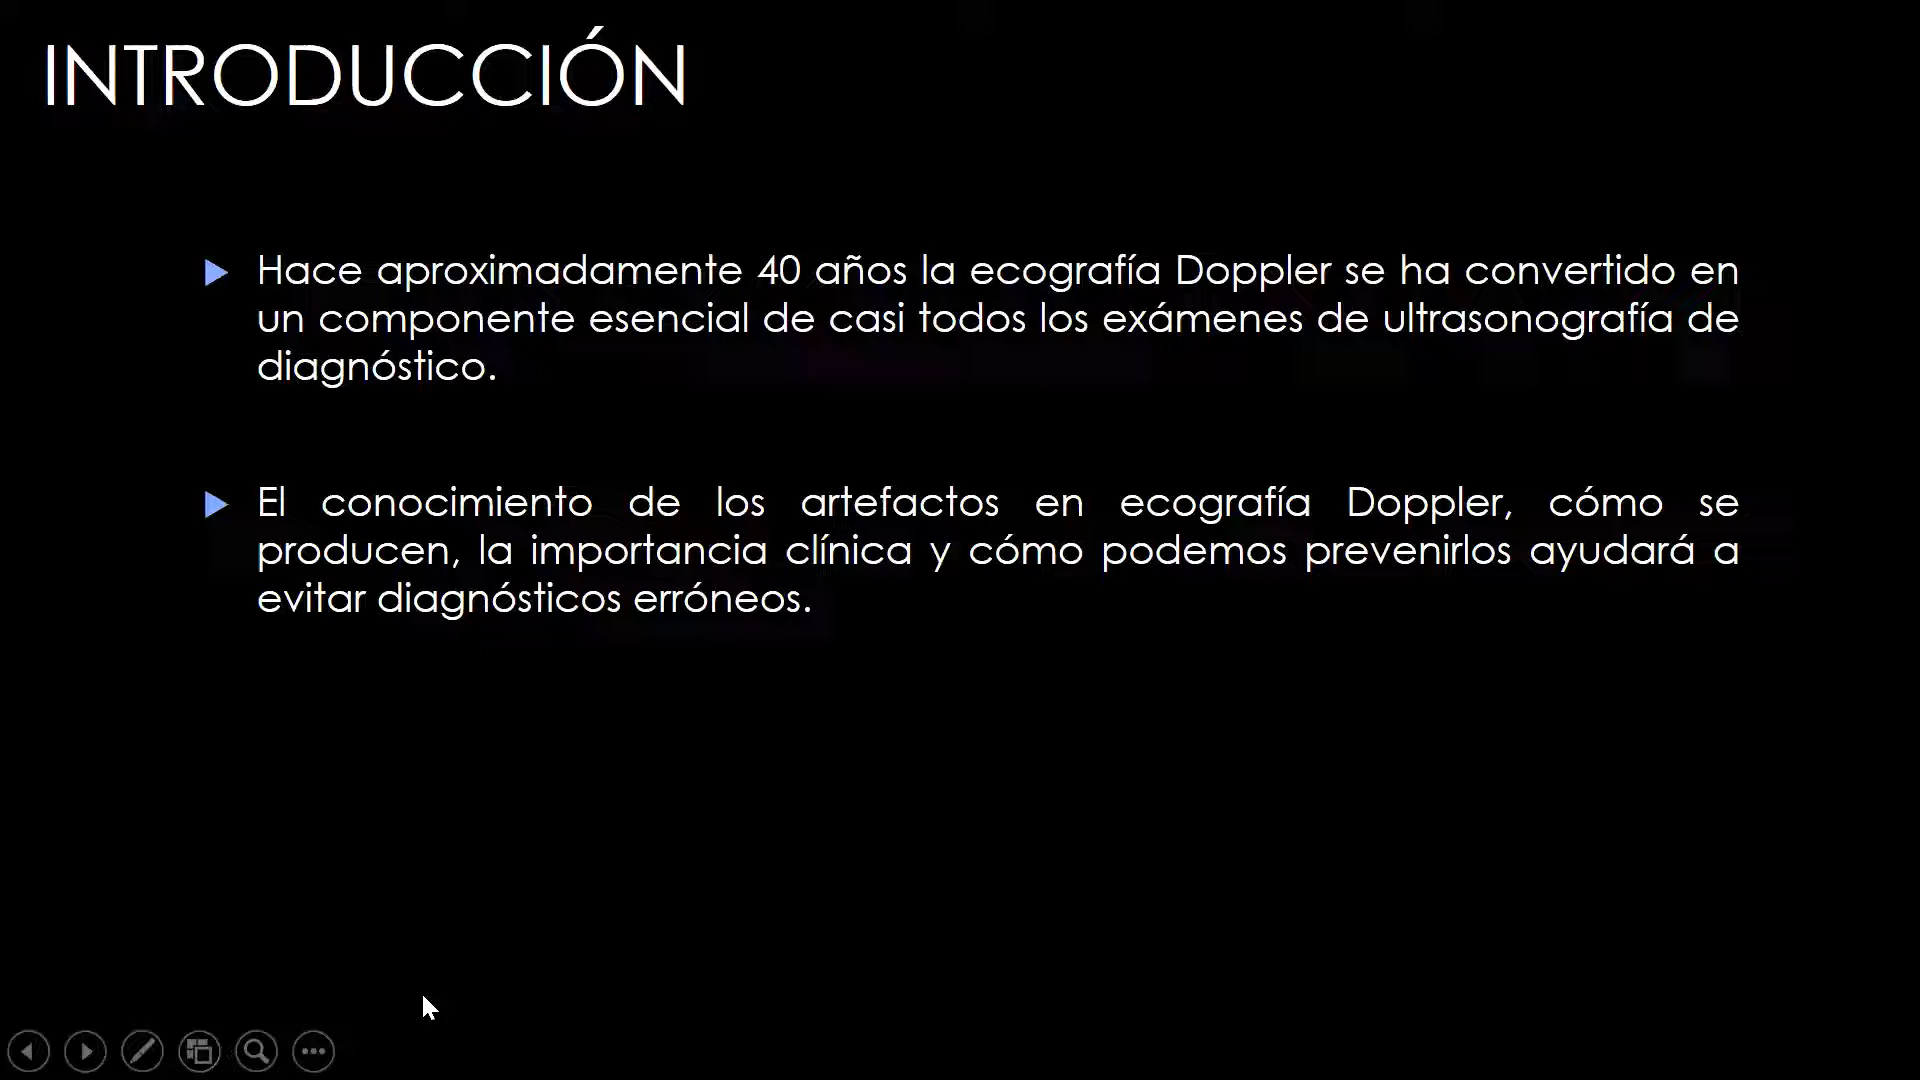 INTRODUCCIÓN
Hace aproximadamente 40 años la ecografía Doppler se ha convertido en
un componente esencial de casi todos los exámenes de ultrasonografía de
diagnóstico.
El conocimiento de los artefactos en ecografía Doppler, cómo se
producen, la importancia clínica y cómo podemos prevenirlos ayudará a
evitar diagnósticos erróneos.